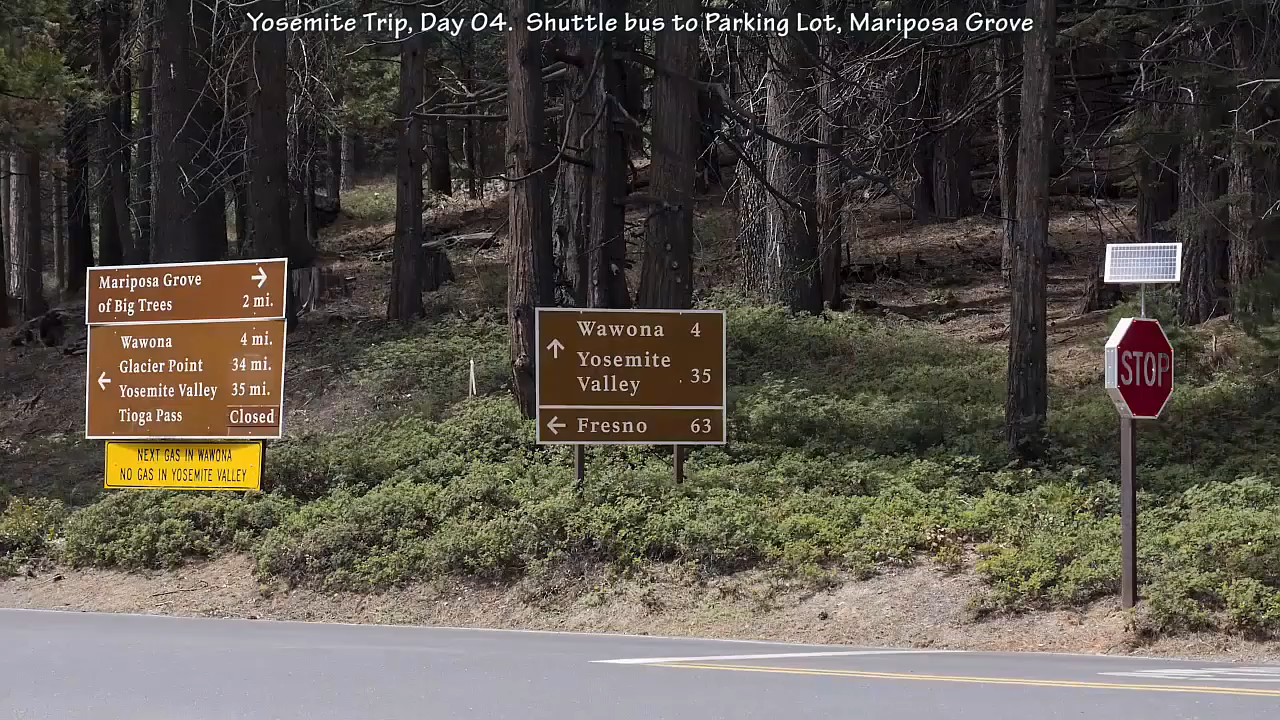 Yosemite Trip, Day 04. Shuttle bus to Parking Lot, Mariposa Grove
Mariposa Grove →
of Big Trees 2 mi.
Wawona 4 mi.
Glacier Point 34 mi.
← Yosemite Valley 35 mi.
Tioga Pass Closed
NEXT GAS IN WAWONA
NO GAS IN YOSEMITE VALLEY
Wawona 4
↑ Yosemite
Valley 35
← Fresno 63
STOP